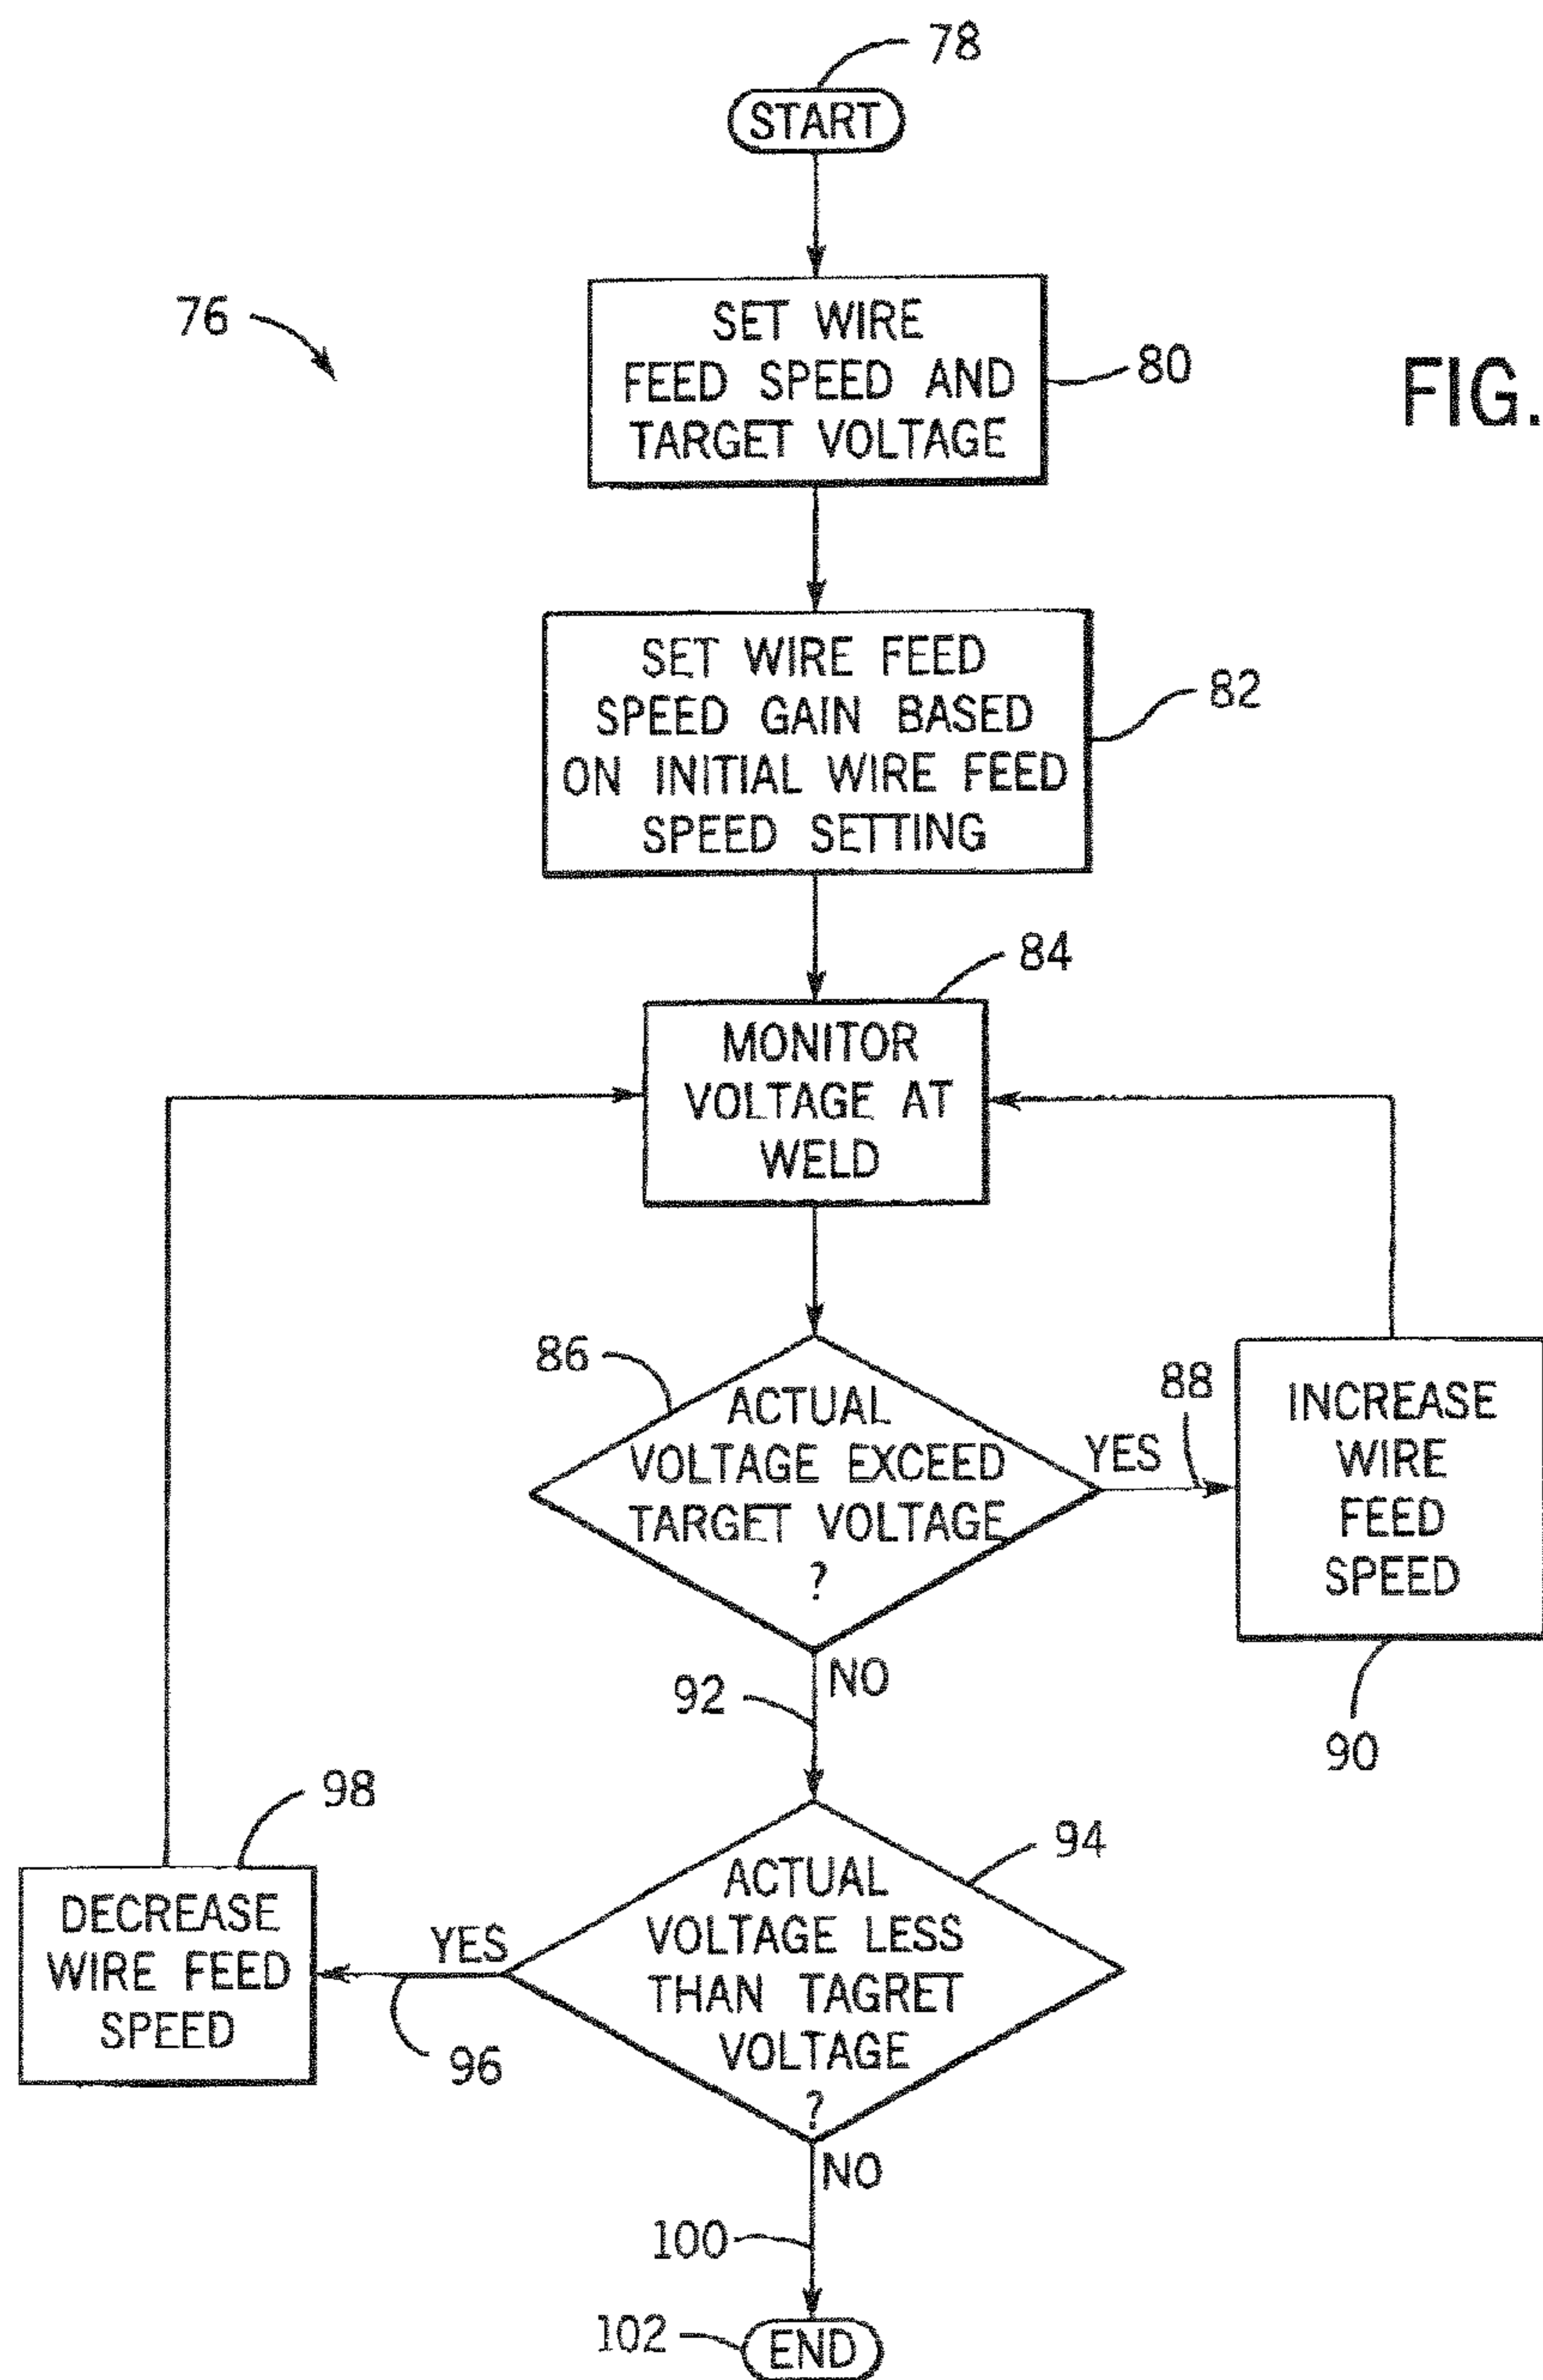 78
START
76
SET WIRE
FEED SPEED AND
TARGET VOLTAGE
80
FIG.
SET WIRE FEED
SPEED GAIN BASED
ON INITIAL WIRE FEED
SPEED SETTING
82
84
MONITOR
VOLTAGE AT
WELD
86
ACTUAL
VOLTAGE EXCEED
TARGET VOLTAGE
?
YES
88
INCREASE
WIRE
FEED
SPEED
90
NO
92
98
DECREASE
WIRE FEED
SPEED
YES
96
94
ACTUAL
VOLTAGE LESS
THAN TAGRET
VOLTAGE
?
NO
100
102
END